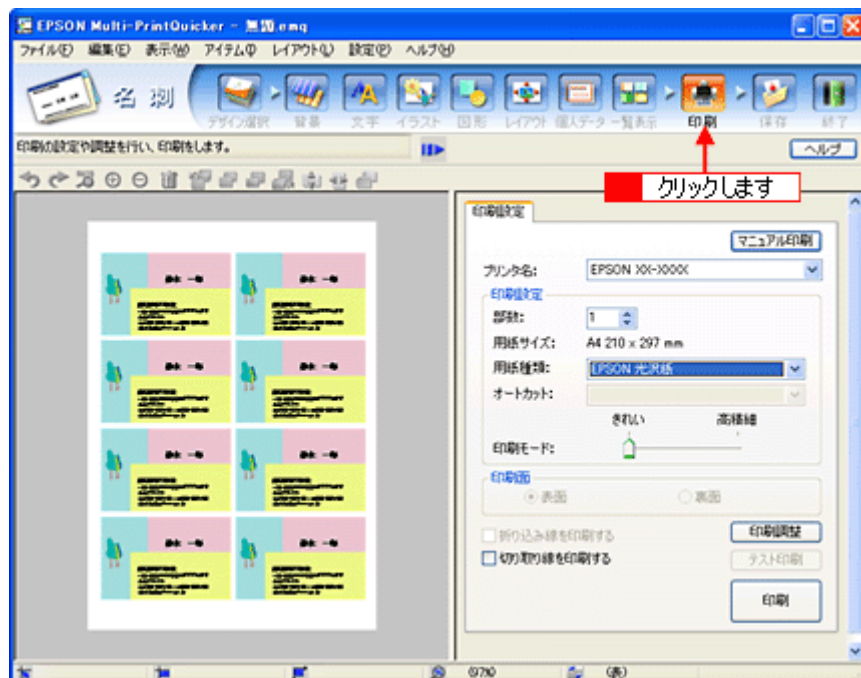 EPSON Multi-PrintQuicker - 無題.emq
ファイル(F) 編集(E) 表示(W) アイテム(I) レイアウト(L) 設定(P) ヘルプ(H)
名刺
デザイン選択 背景 文字 イラスト 図形 レイアウト 個人データ 一覧表示 印刷 保存 終了
印刷の設定や調整を行い、印刷をします。
ヘルプ
クリックします
印刷設定
マニュアル印刷
プリンタ名: EPSON XX-XXXX
印刷設定
部数: 1
用紙サイズ: A4 210 x 297 mm
用紙種類: EPSON 光沢紙
オートカット:
きれい 高精細
印刷モード:
印刷面
表面 裏面
折り込み線を印刷する 印刷調整
切り取り線を印刷する テスト印刷
印刷
(97%) (表)